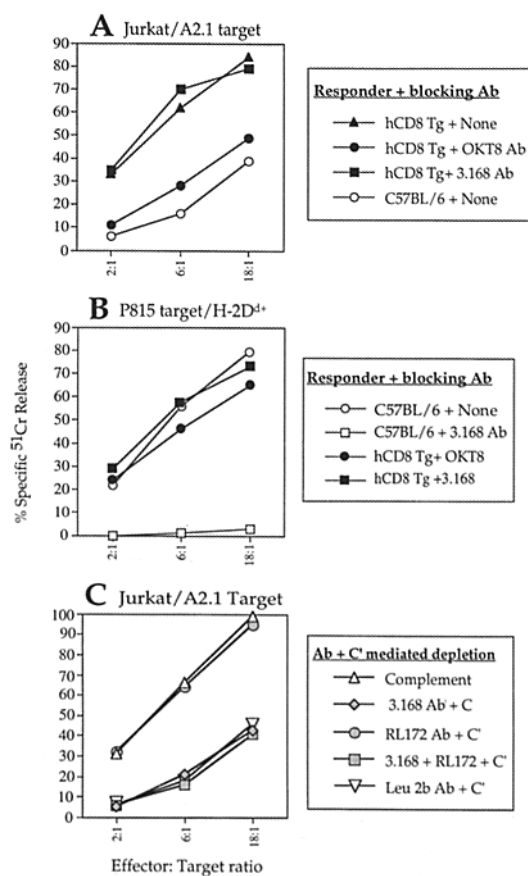 A Jurkat/A2.1 target
90
80
70
60
50
40
30
20
10
0
2:1
6:1
18:1
Responder + blocking Ab
hCD8 Tg + None
hCD8 Tg + OKT8 Ab
hCD8 Tg+ 3.168 Ab
C57BL/6 + None
B P815 target/H-2Dᵈ⁺
% Specific ⁵¹Cr Release
90
80
70
60
50
40
30
20
10
0
2:1
6:1
18:1
Responder + blocking Ab
C57BL/6 + None
C57BL/6 + 3.168 Ab
hCD8 Tg+ OKT8
hCD8 Tg +3.168
C Jurkat/A2.1 Target
100
90
80
70
60
50
40
30
20
10
0
2:1
6:1
18:1
Effector: Target ratio
Ab + C' mediated depletion
Complement
3.168 Ab + C
RL172 Ab + C'
3.168 + RL172 + C'
Leu 2b Ab + C'